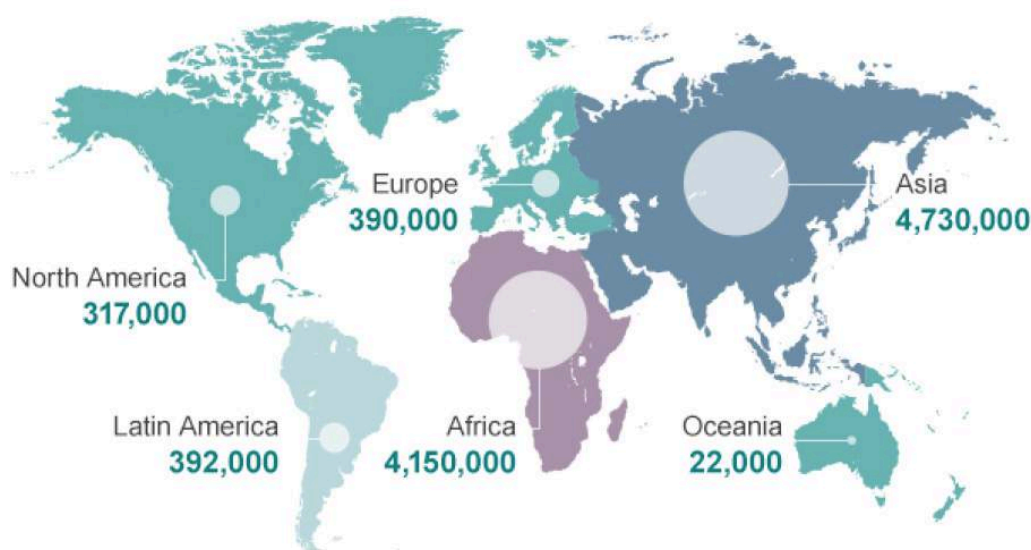 Europe
390,000
Asia
4,730,000
North America
317,000
Latin America
392,000
Africa
4,150,000
Oceania
22,000